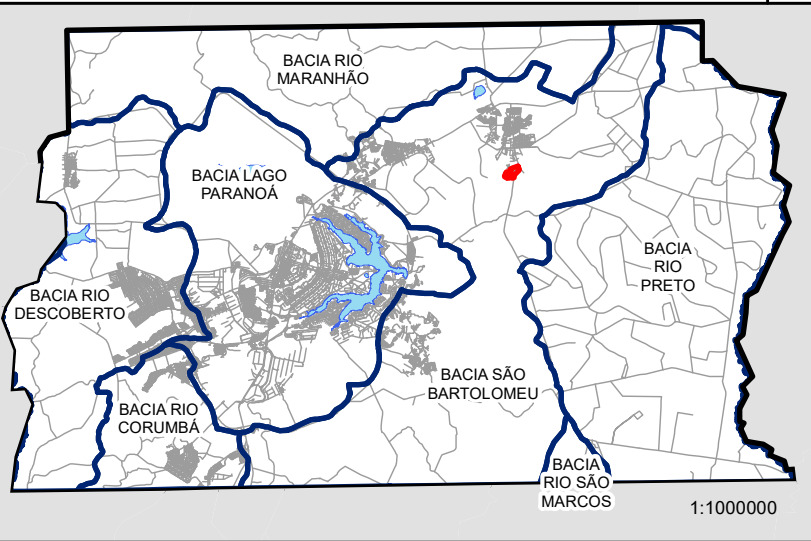 BACIA RIO
MARANHÃO
BACIA LAGO
PARANOÁ
BACIA
RIO
PRETO
BACIA RIO
DESCOBERTO
BACIA SÃO
BARTOLOMEU
BACIA RIO
CORUMBÁ
BACIA
RIO SÃO
MARCOS
1:1000000